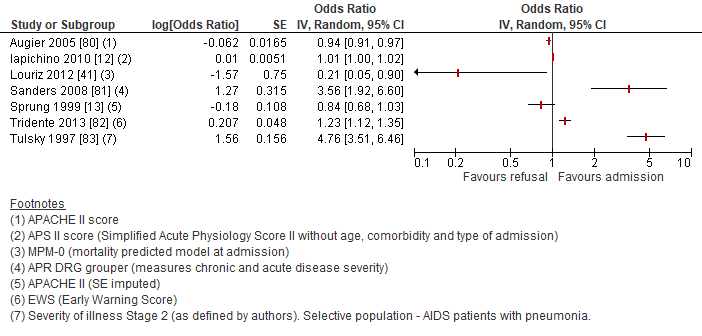 Odds Ratio Odds Ratio
Study or Subgroup log[Odds Ratio] SE IV, Random, 95% CI IV, Random, 95% CI
Augier 2005 [80] (1) -0.062 0.0165 0.94 [0.91, 0.97]
Iapichino 2010 [12] (2) 0.01 0.0051 1.01 [1.00, 1.02]
Louriz 2012 [41] (3) -1.57 0.75 0.21 [0.05, 0.90]
Sanders 2008 [81] (4) 1.27 0.315 3.56 [1.92, 6.60]
Sprung 1999 [13] (5) -0.18 0.108 0.84 [0.68, 1.03]
Tridente 2013 [82] (6) 0.207 0.048 1.23 [1.12, 1.35]
Tulsky 1997 [83] (7) 1.56 0.156 4.76 [3.51, 6.46]
0.1 0.2 0.5 1 2 5 10
Favours refusal Favours admission
Footnotes
(1) APACHE II score
(2) APS II score (Simplified Acute Physiology Score II without age, comorbidity and type of admission)
(3) MPM-0 (mortality predicted model at admission)
(4) APR DRG grouper (measures chronic and acute disease severity)
(5) APACHE II (SE imputed)
(6) EWS (Early Warning Score)
(7) Severity of illness Stage 2 (as defined by authors). Selective population - AIDS patients with pneumonia.